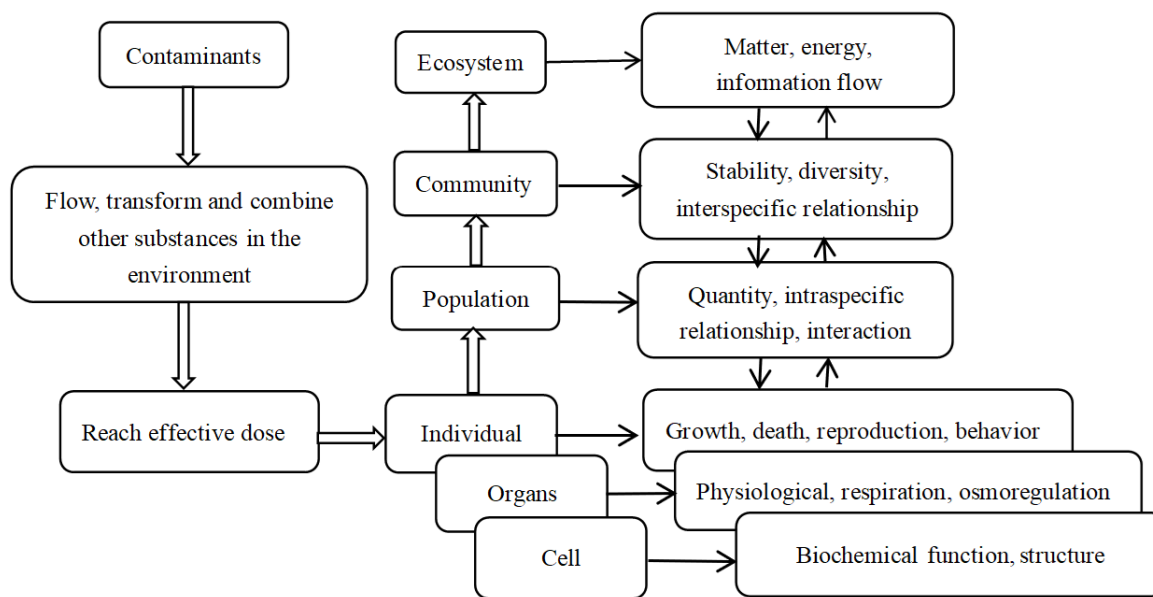 Contaminants
Flow, transform and combine
other substances in the
environment
Reach effective dose
Ecosystem
Community
Population
Individual
Organs
Cell
Matter, energy,
information flow
Stability, diversity,
interspecific relationship
Quantity, intraspecific
relationship, interaction
Growth, death, reproduction, behavior
Physiological, respiration, osmoregulation
Biochemical function, structure